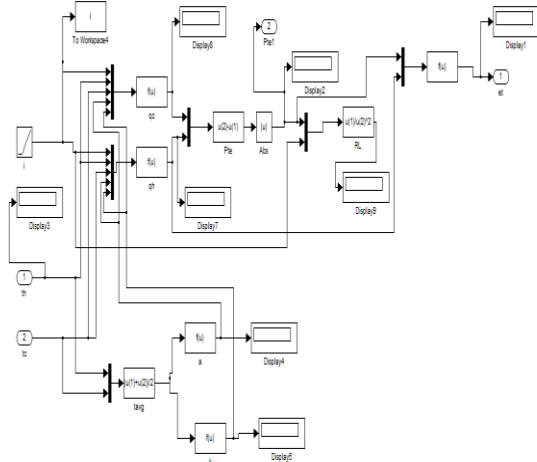 i
To Workspace4
Display8
2
Pte1
Display2
Display1
f(u)
qc
f(u)
1
et
u(2)-u(1)
Pte
|u|
Abs
u(1)/u(2)^2
RL
i
f(u)
qh
Display3
Display7
Display9
1
th
2
tc
f(u)
a
Display4
u(1)+u(2))/2
tavg
f(u)
Display5